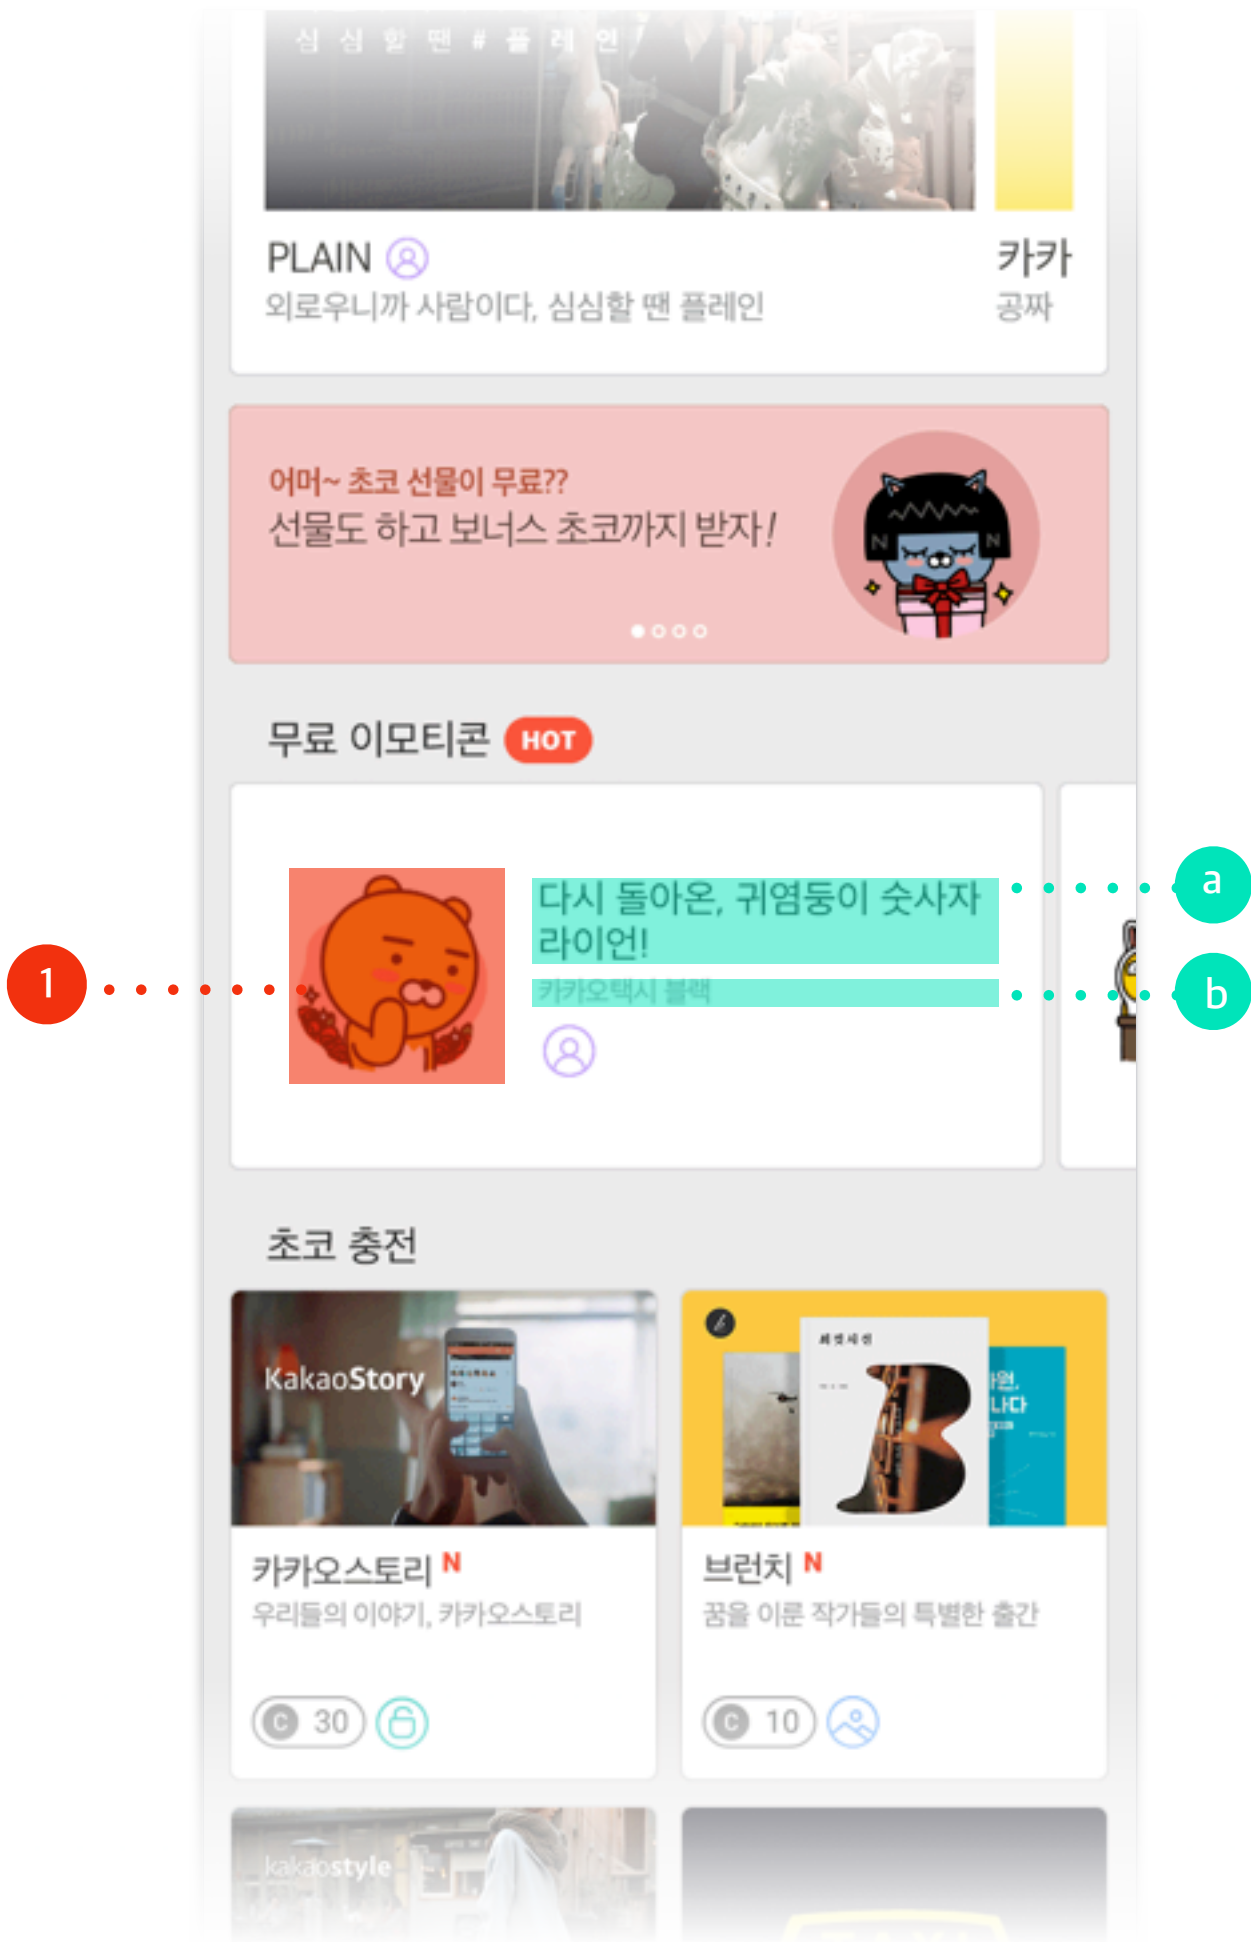 심심할땐#플레인
PLAIN
외로우니까 사람이다, 심심할 땐 플레인
카카
공짜
어머~ 초코 선물이 무료??
선물도 하고 보너스 초코까지 받자!
N N
무료 이모티콘 HOT
다시 돌아온, 귀염둥이 숫사자
라이언!
카카오택시 블랙
a
1
b
초코 충전
KakaoStory
카카오스토리 N
우리들의 이야기, 카카오스토리
C 30
브런치 N
꿈을 이룬 작가들의 특별한 출간
C 10
kakaostyle
TAXI